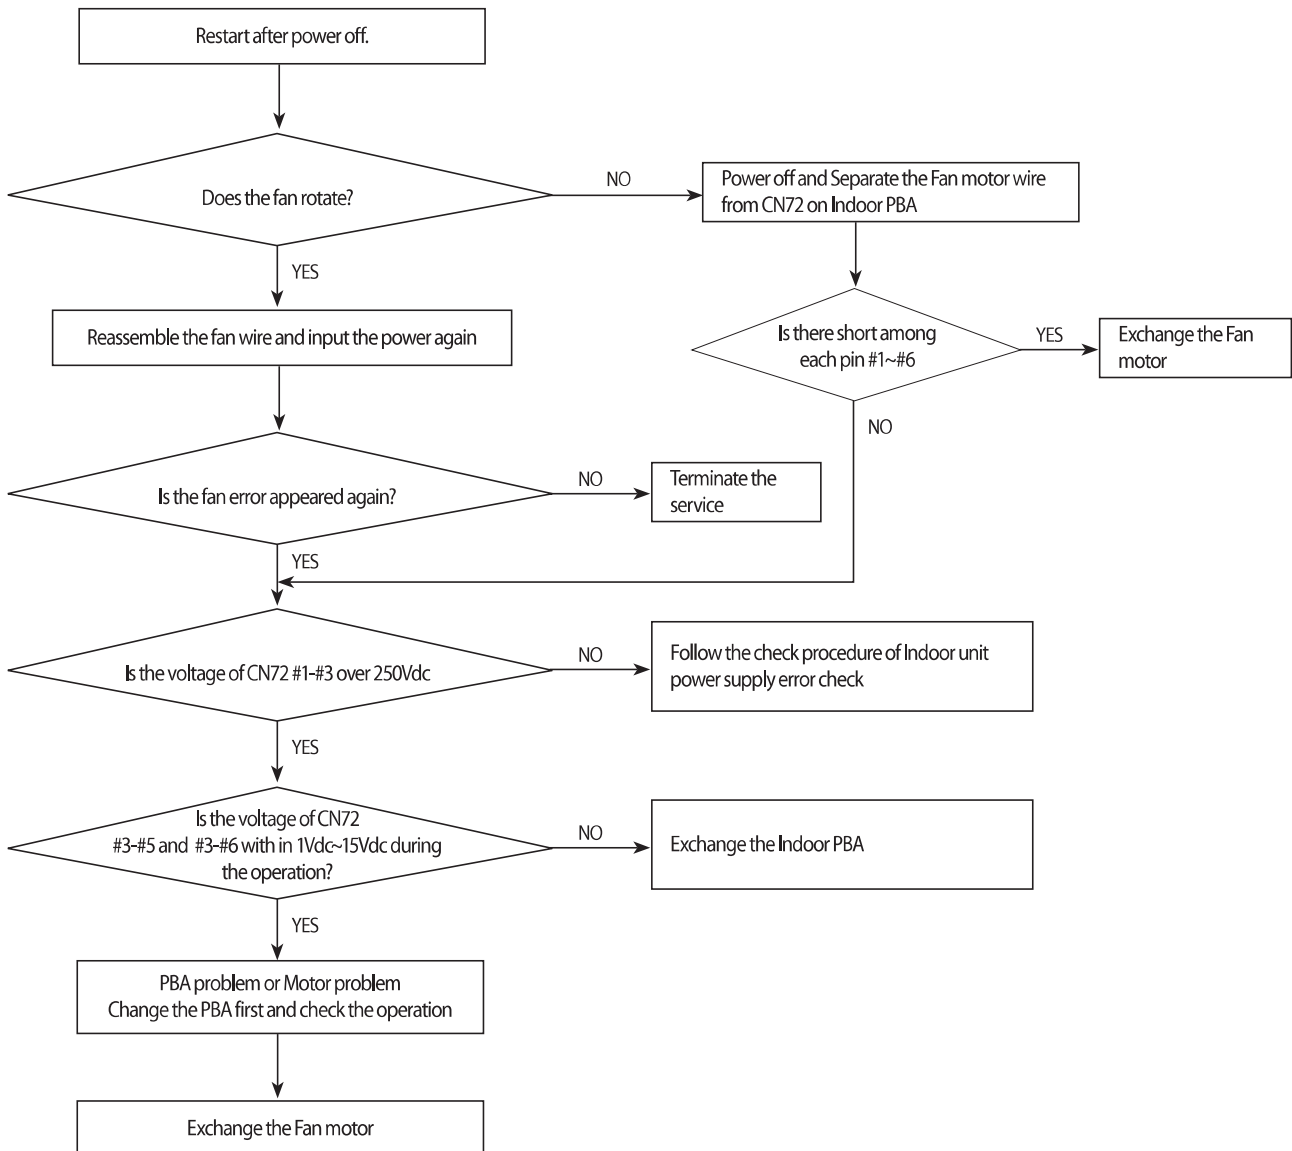 Restart after power off.
Does the fan rotate?
NO
Power off and Separate the Fan motor wire
from CN72 on Indoor PBA
YES
Reassemble the fan wire and input the power again
Is there short among
each pin #1~#6
YES
Exchange the Fan
motor
NO
Is the fan error appeared again?
NO
Terminate the
service
YES
Is the voltage of CN72 #1-#3 over 250Vdc
NO
Follow the check procedure of Indoor unit
power supply error check
YES
Is the voltage of CN72
#3-#5 and #3-#6 with in 1Vdc~15Vdc during
the operation?
NO
Exchange the Indoor PBA
YES
PBA problem or Motor problem
Change the PBA first and check the operation
Exchange the Fan motor